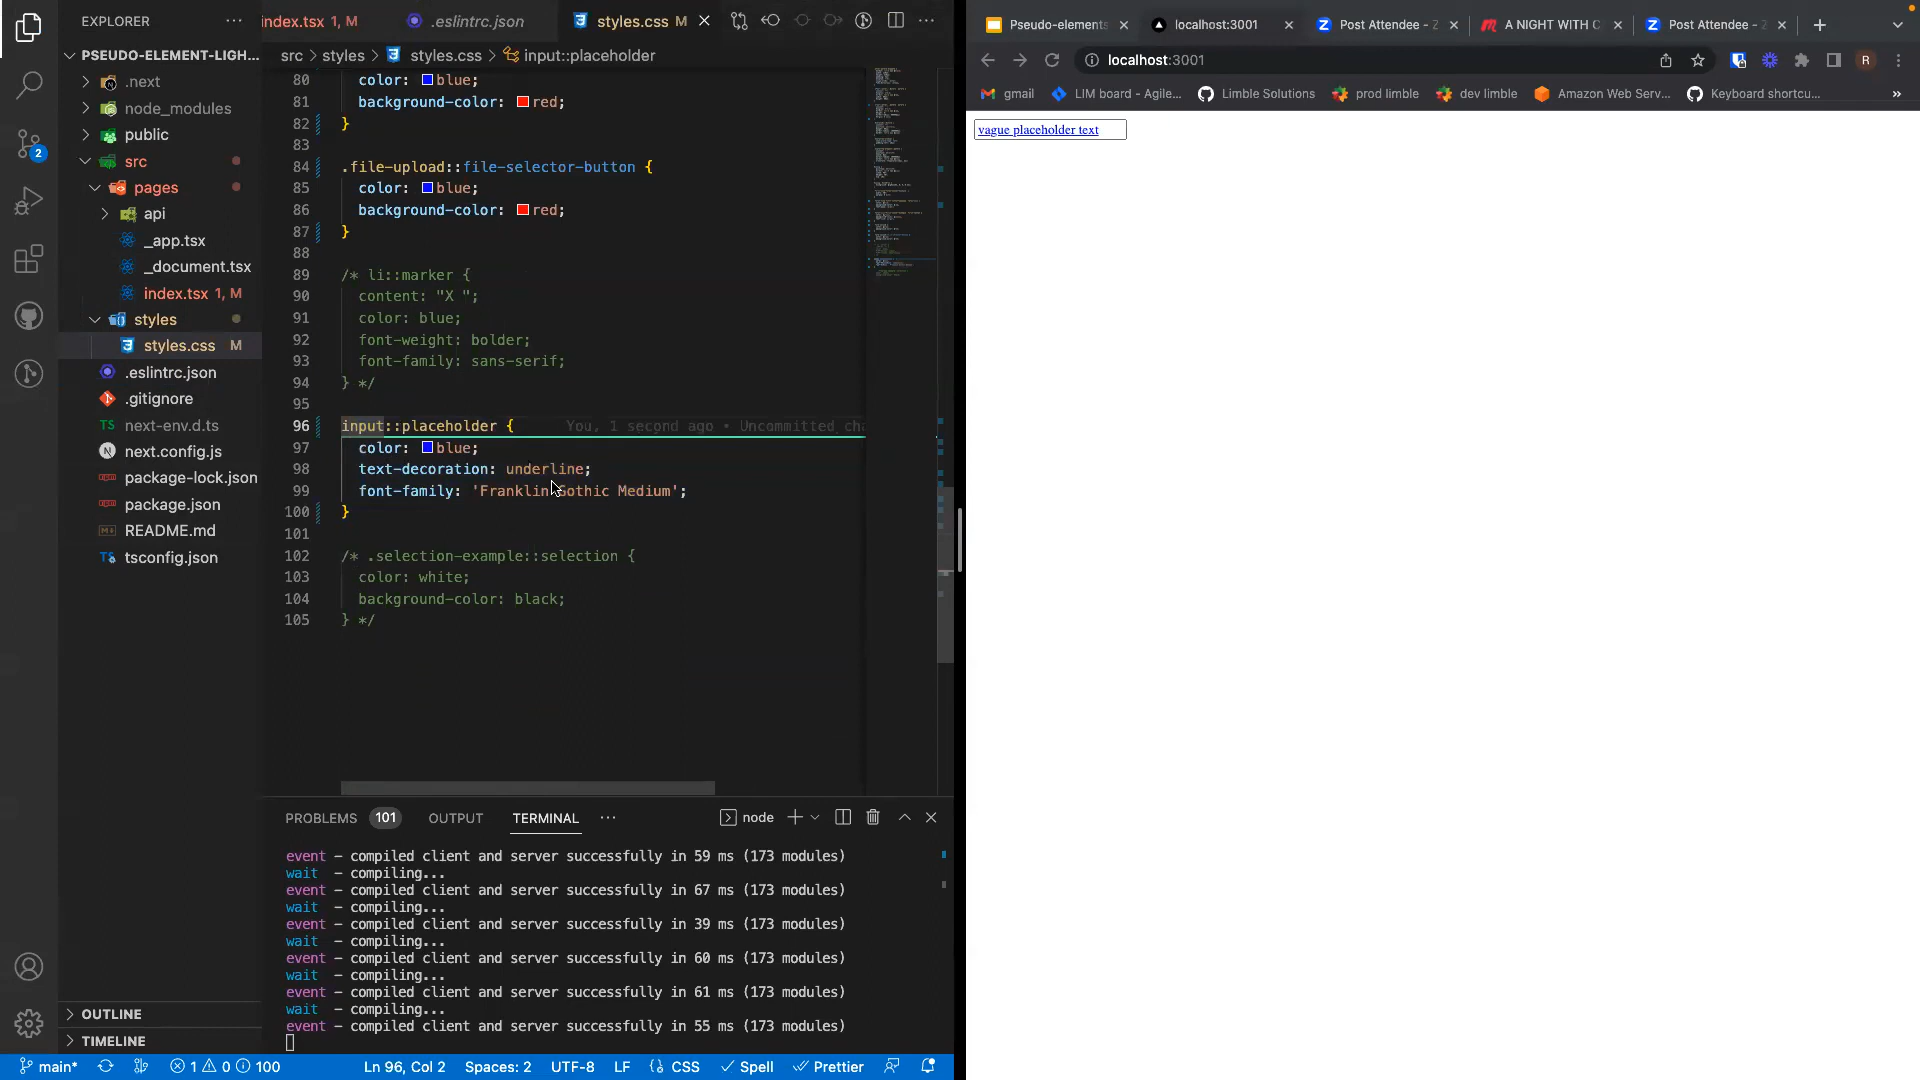 EXPLORER
PSEUDO-ELEMENT-LIGH...
.next
node_modules
public
src
pages
api
_app.tsx
_document.tsx
index.tsx 1, M
styles
styles.css M
.eslintrc.json
.gitignore
TS next-env.d.ts
next.config.js
package-lock.json
package.json
README.md
tsconfig.json
OUTLINE
TIMELINE
2
index.tsx 1, M
.eslintrc.json
styles.css M
src > styles > styles.css > input::placeholder
80 color: blue;
81 background-color: red;
82 }
83
84 .file-upload::file-selector-button {
85 color: blue;
86 background-color: red;
87 }
88
89 /* li::marker {
90 content: "X ";
91 color: blue;
92 font-weight: bolder;
93 font-family: sans-serif;
94 } */
95
96 input::placeholder { You, 1 second ago • Uncommitted cha
97 color: blue;
98 text-decoration: underline;
99 font-family: 'Franklin Gothic Medium';
100 }
101
102 /* .selection-example::selection {
103 color: white;
104 background-color: black;
105 } */
PROBLEMS 101 OUTPUT TERMINAL ... node
event - compiled client and server successfully in 59 ms (173 modules)
wait - compiling...
event - compiled client and server successfully in 67 ms (173 modules)
wait - compiling...
event - compiled client and server successfully in 39 ms (173 modules)
wait - compiling...
event - compiled client and server successfully in 60 ms (173 modules)
wait - compiling...
event - compiled client and server successfully in 61 ms (173 modules)
wait - compiling...
event - compiled client and server successfully in 55 ms (173 modules)
main* 1 0 100 Ln 96, Col 2 Spaces: 2 UTF-8 LF {} CSS Spell Prettier
Pseudo-elements
localhost:3001
Post Attendee - Z
A NIGHT WITH C
Post Attendee - Z
localhost:3001
R
gmail
LIM board - Agile...
Limble Solutions
prod limble
dev limble
Amazon Web Serv...
Keyboard shortcu...
»
vague placeholder text